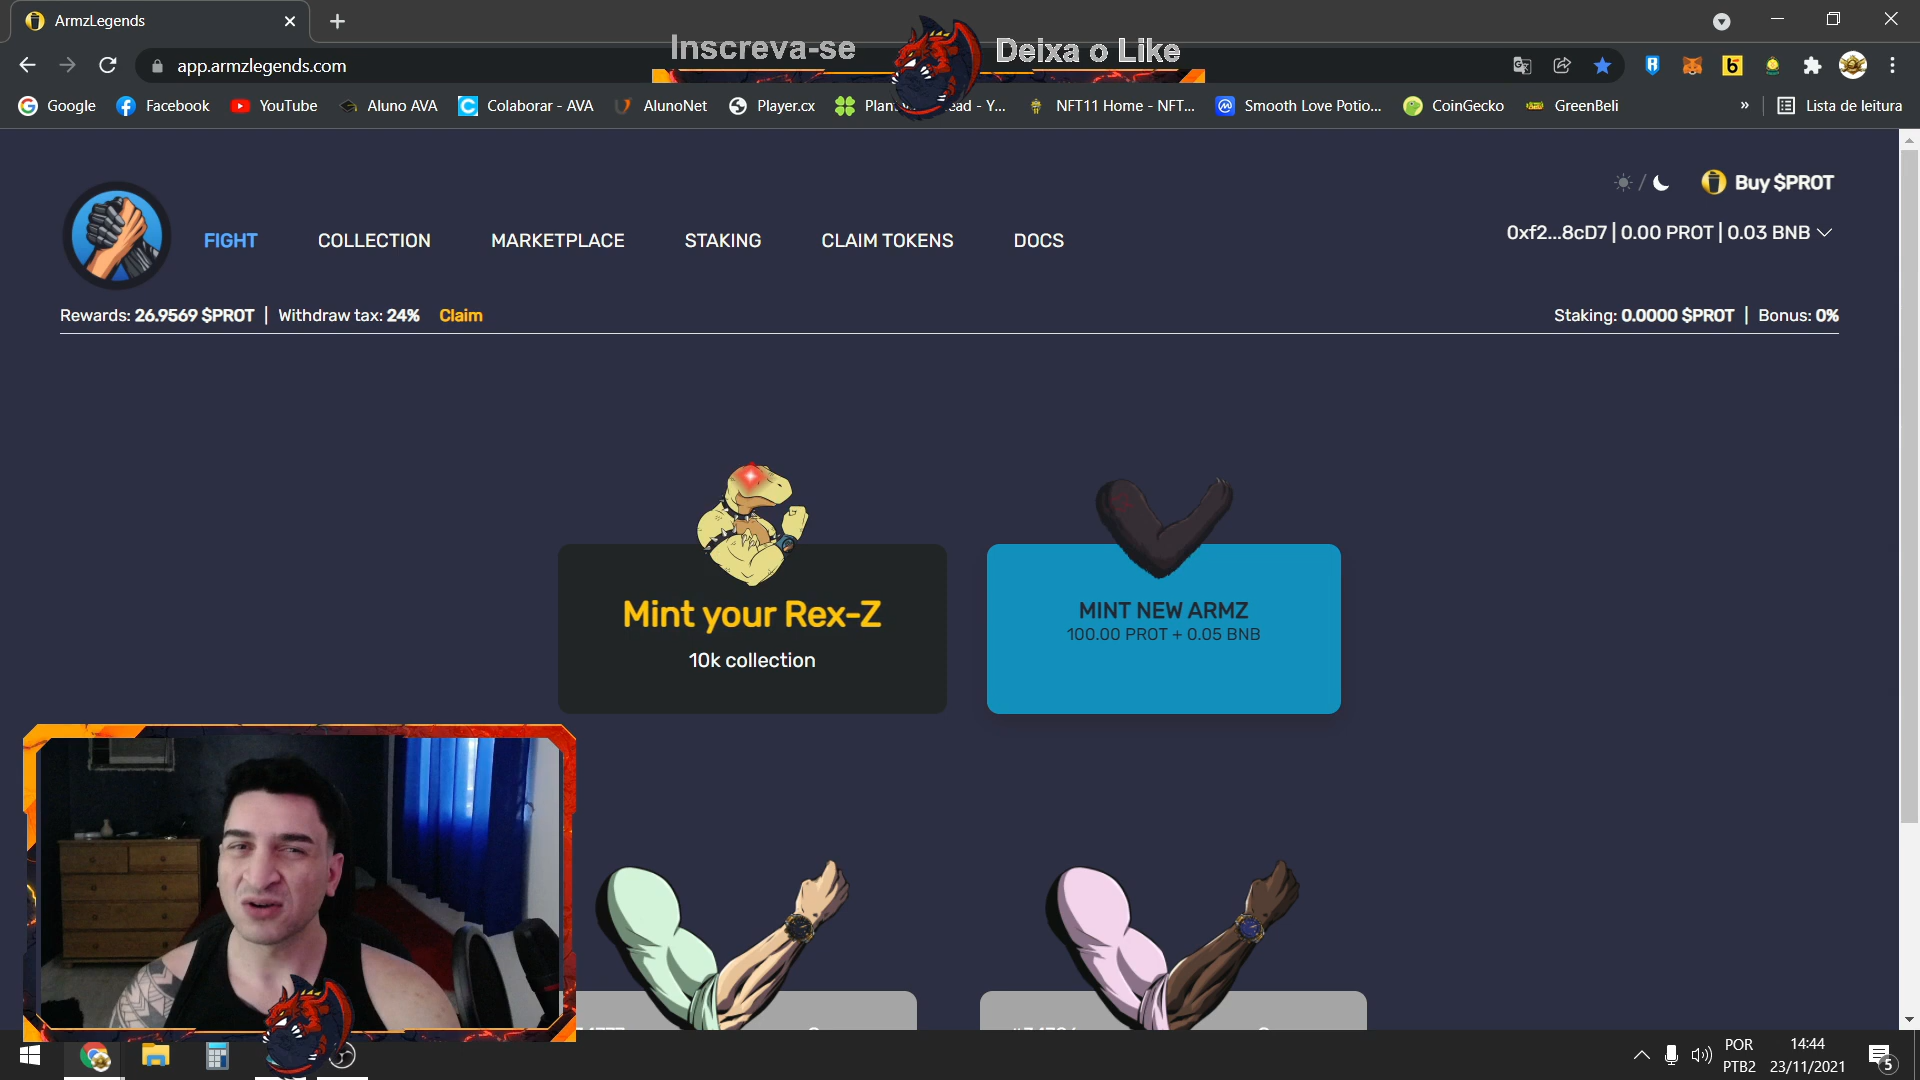 ArmzLegends
Inscreva-se
Deixa o Like
app.armzlegends.com
Google
Facebook
YouTube
Aluno AVA
Colaborar - AVA
AlunoNet
Player.cx
NFT11 Home - NFT...
Smooth Love Potio...
CoinGecko
GreenBeli
»
Lista de leitura
Buy $PROT
FIGHT
COLLECTION
MARKETPLACE
STAKING
CLAIM TOKENS
DOCS
0xf2...8cD7 | 0.00 PROT | 0.03 BNB
Rewards: 26.9569 $PROT | Withdraw tax: 24% Claim
Staking: 0.0000 $PROT | Bonus: 0%
Mint your Rex-Z
10k collection
MINT NEW ARMZ
100.00 PROT + 0.05 BNB
POR
PTB2
14:44
23/11/2021
5